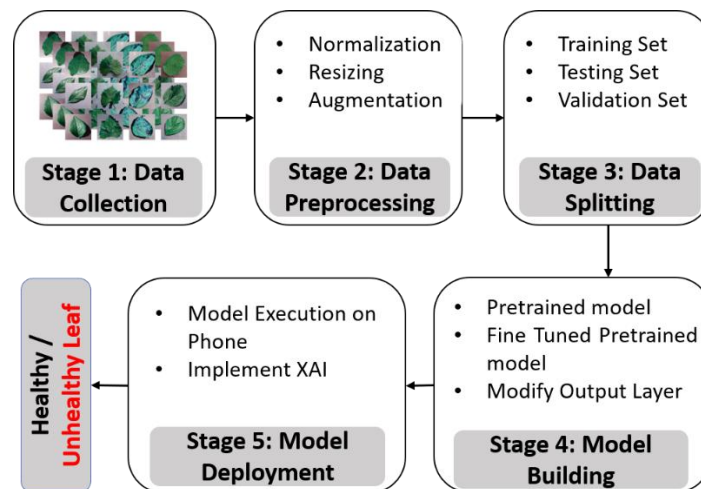 • Normalization
• Resizing
• Augmentation
• Training Set
• Testing Set
• Validation Set
Stage 1: Data
Collection
Stage 2: Data
Preprocessing
Stage 3: Data
Splitting
• Pretrained model
• Fine Tuned Pretrained
model
• Modify Output Layer
Stage 4: Model
Building
• Model Execution on
Phone
• Implement XAI
Stage 5: Model
Deployment
Healthy /
Unhealthy Leaf